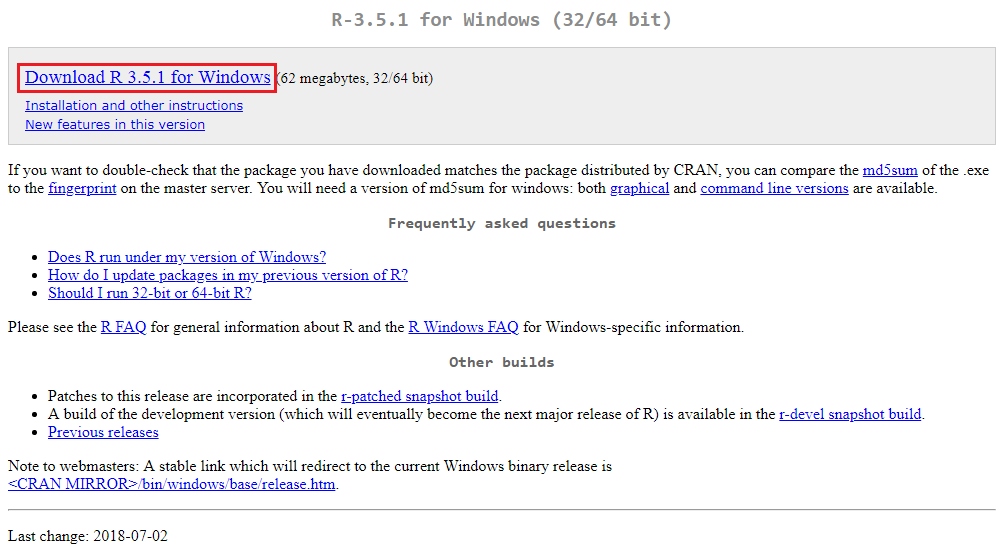 R-3.5.1 for Windows (32/64 bit)
Download R 3.5.1 for Windows (62 megabytes, 32/64 bit)
Installation and other instructions
New features in this version
If you want to double-check that the package you have downloaded matches the package distributed by CRAN, you can compare the md5sum of the .exe
to the fingerprint on the master server. You will need a version of md5sum for windows: both graphical and command line versions are available.
Frequently asked questions
• Does R run under my version of Windows?
• How do I update packages in my previous version of R?
• Should I run 32-bit or 64-bit R?
Please see the R FAQ for general information about R and the R Windows FAQ for Windows-specific information.
Other builds
• Patches to this release are incorporated in the r-patched snapshot build.
• A build of the development version (which will eventually become the next major release of R) is available in the r-devel snapshot build.
• Previous releases
Note to webmasters: A stable link which will redirect to the current Windows binary release is
<CRAN MIRROR>/bin/windows/base/release.htm.
Last change: 2018-07-02